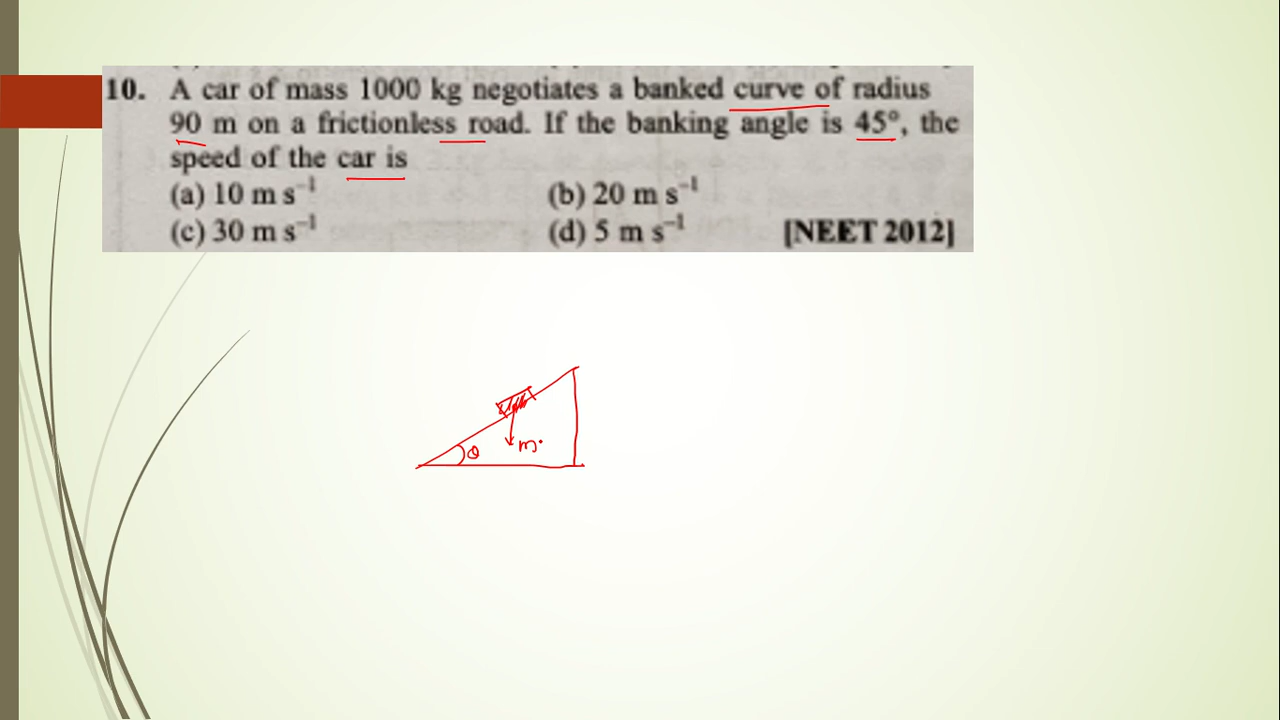 10. A car of mass 1000 kg negotiates a banked curve of radius
90 m on a frictionless road. If the banking angle is 45°, the
speed of the car is
(a) 10 m s⁻¹ (b) 20 m s⁻¹
(c) 30 m s⁻¹ (d) 5 m s⁻¹ [NEET 2012]
θ m